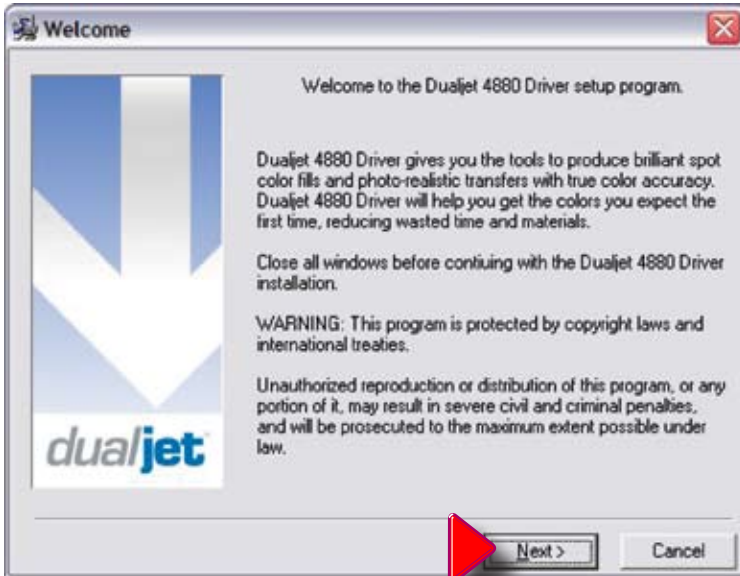 Welcome
Welcome to the Dualjet 4880 Driver setup program.
Dualjet 4880 Driver gives you the tools to produce brilliant spot
color fills and photo-realistic transfers with true color accuracy.
Dualjet 4880 Driver will help you get the colors you expect the
first time, reducing wasted time and materials.
Close all windows before contiuing with the Dualjet 4880 Driver
installation.
WARNING: This program is protected by copyright laws and
international treaties.
Unauthorized reproduction or distribution of this program, or any
portion of it, may result in severe civil and criminal penalties,
and will be prosecuted to the maximum extent possible under
law.
dualjet
Next >
Cancel